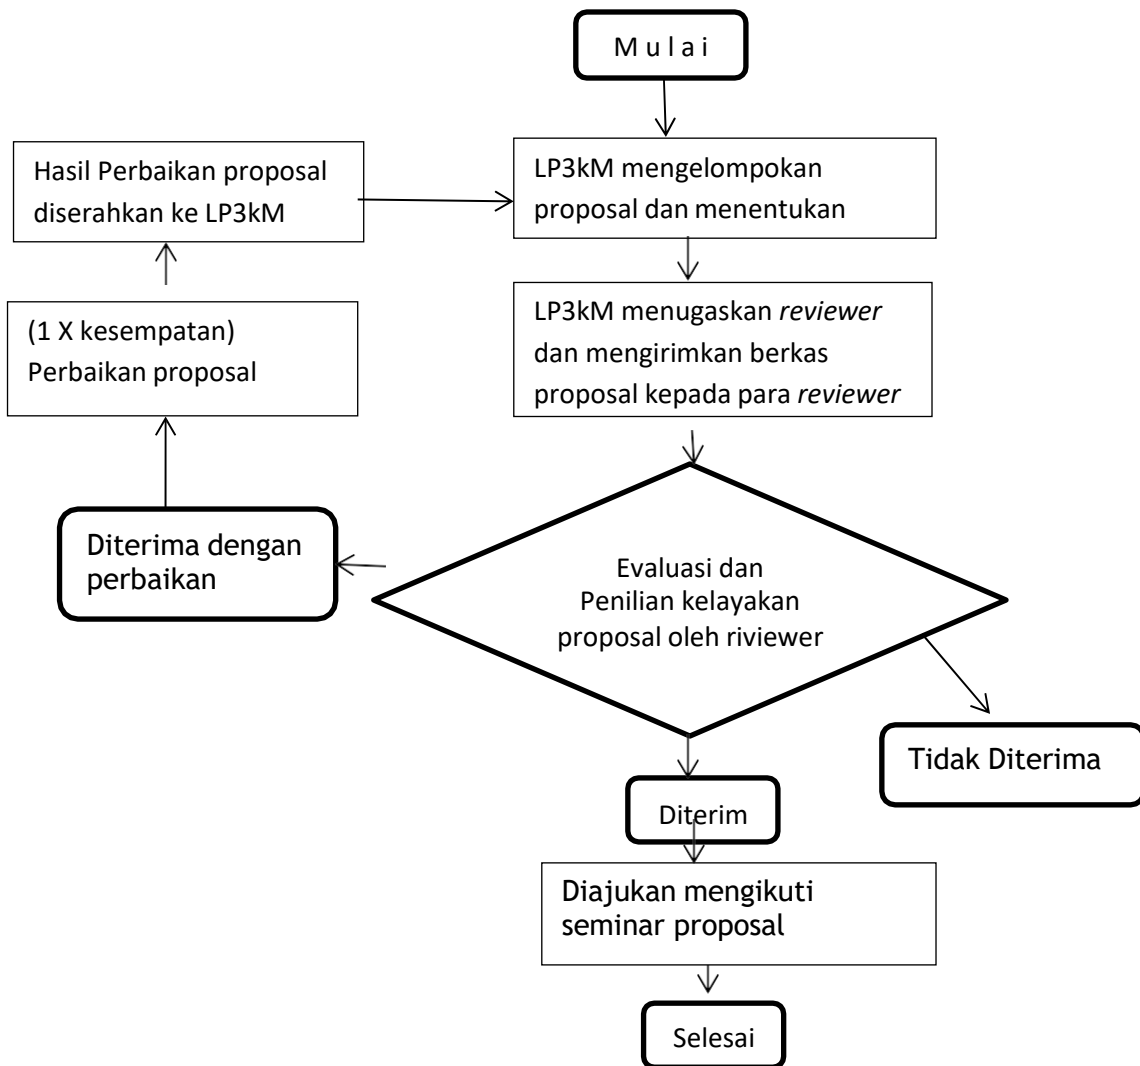 M u l a i
Hasil Perbaikan proposal
diserahkan ke LP3kM
LP3kM mengelompokan
proposal dan menentukan
(1 X kesempatan)
Perbaikan proposal
LP3kM menugaskan reviewer
dan mengirimkan berkas
proposal kepada para reviewer
Diterima dengan
perbaikan
Evaluasi dan
Penilian kelayakan
proposal oleh riviewer
Tidak Diterima
Diterim
Diajukan mengikuti
seminar proposal
Selesai